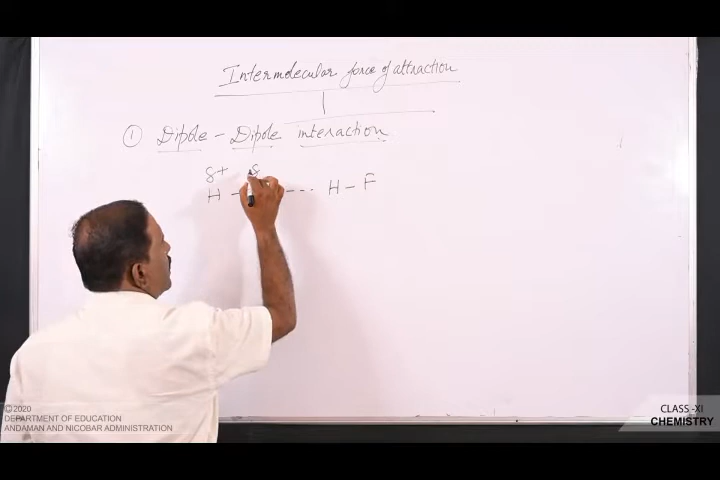 Intermolecular force of attraction
① Dipole - Dipole interaction
δ+ δ
H - --- H - F
©2020
DEPARTMENT OF EDUCATION
ANDAMAN AND NICOBAR ADMINISTRATION
CLASS -XI
CHEMISTRY